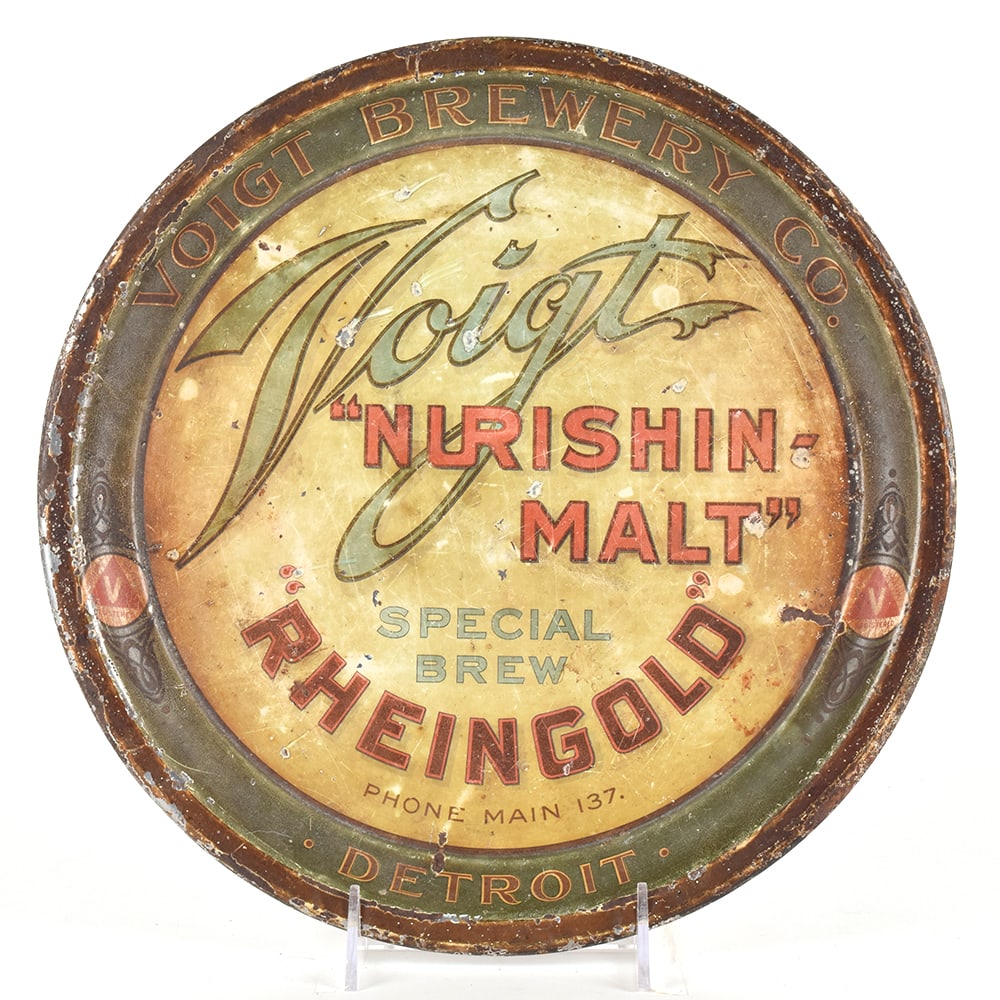 VOIGT BREWERY CO.
Voigt
"NURISHIN-
MALT"
SPECIAL
BREW
"RHEINGOLD"
PHONE MAIN 137.
· DETROIT ·
V
V